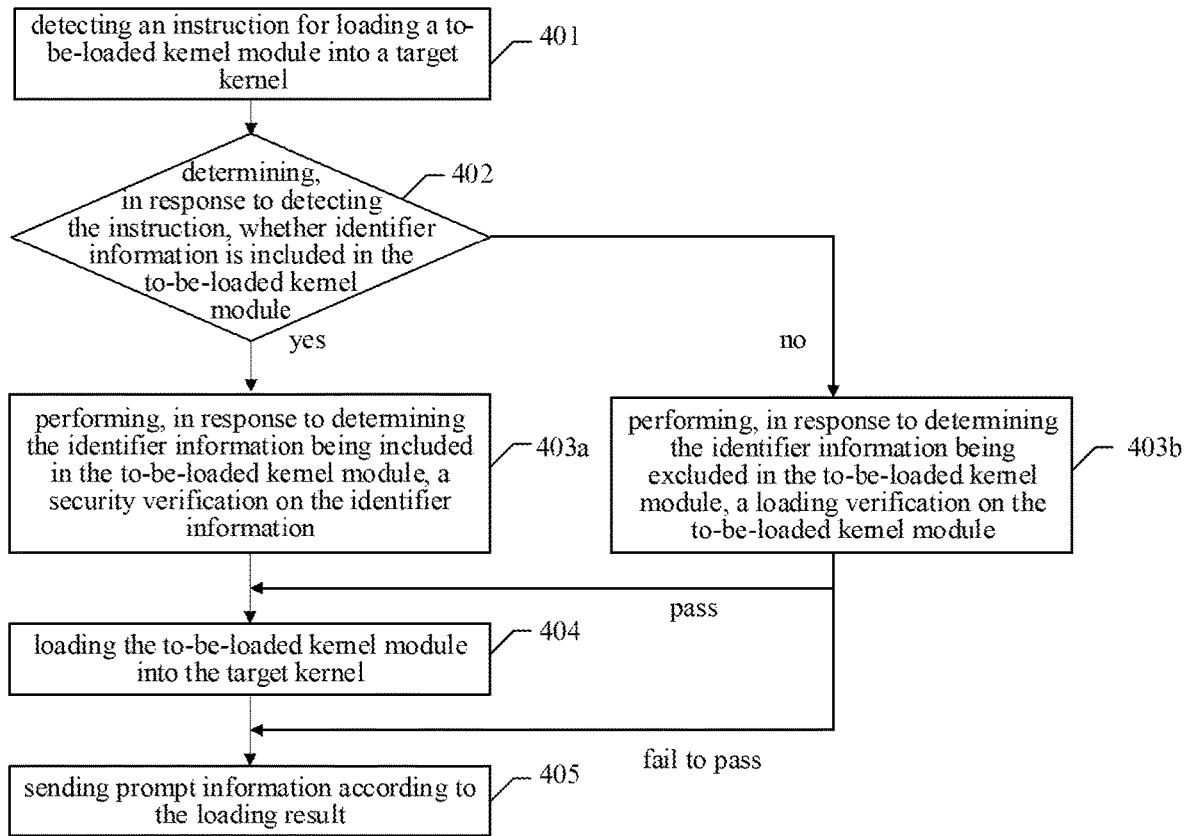 detecting an instruction for loading a to-
be-loaded kernel module into a target
kernel
401
determining,
in response to detecting
the instruction, whether identifier
information is included in the
to-be-loaded kernel
module
402
yes
no
performing, in response to determining
the identifier information being included
in the to-be-loaded kernel module, a
security verification on the identifier
information
403a
performing, in response to determining
the identifier information being
excluded in the to-be-loaded kernel
module, a loading verification on the
to-be-loaded kernel module
403b
pass
loading the to-be-loaded kernel module
into the target kernel
404
fail to pass
sending prompt information according to
the loading result
405